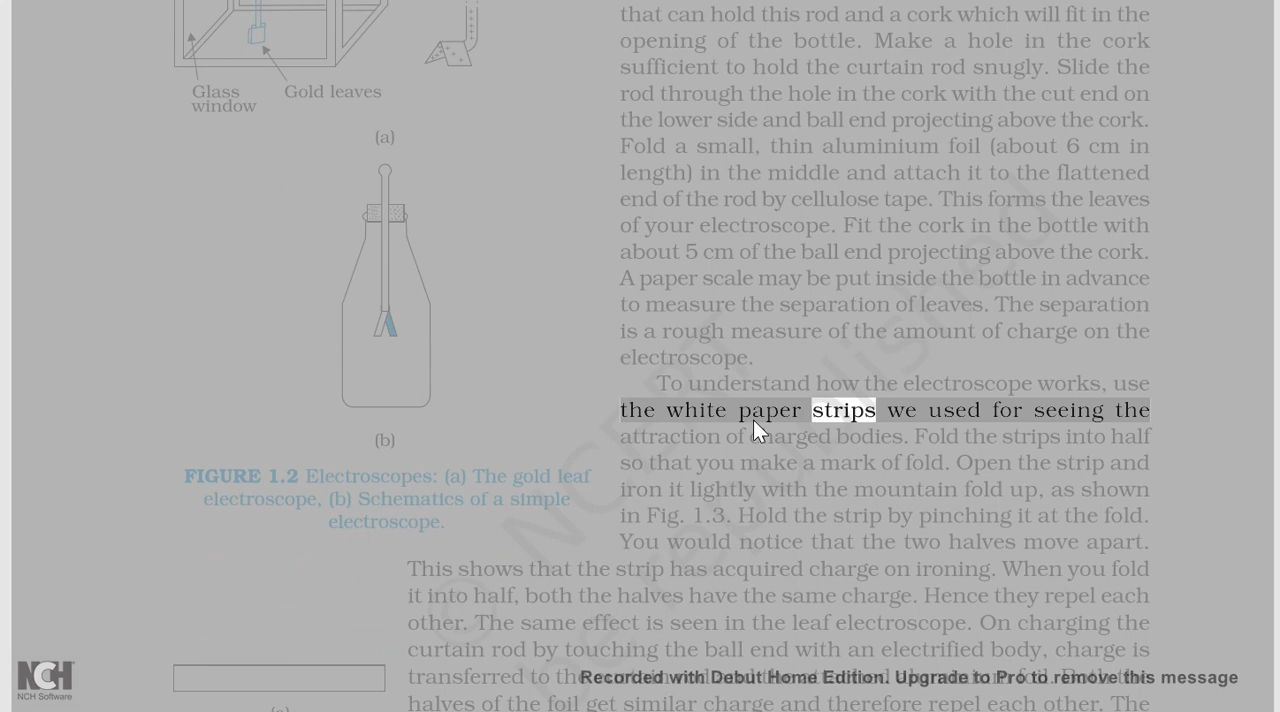 Glass
window
Gold leaves
(a)
(b)
FIGURE 1.2 Electroscopes: (a) The gold leaf
electroscope, (b) Schematics of a simple
electroscope.
that can hold this rod and a cork which will fit in the
opening of the bottle. Make a hole in the cork
sufficient to hold the curtain rod snugly. Slide the
rod through the hole in the cork with the cut end on
the lower side and ball end projecting above the cork.
Fold a small, thin aluminium foil (about 6 cm in
length) in the middle and attach it to the flattened
end of the rod by cellulose tape. This forms the leaves
of your electroscope. Fit the cork in the bottle with
about 5 cm of the ball end projecting above the cork.
A paper scale may be put inside the bottle in advance
to measure the separation of leaves. The separation
is a rough measure of the amount of charge on the
electroscope.
To understand how the electroscope works, use
the white paper strips we used for seeing the
attraction of charged bodies. Fold the strips into half
so that you make a mark of fold. Open the strip and
iron it lightly with the mountain fold up, as shown
in Fig. 1.3. Hold the strip by pinching it at the fold.
You would notice that the two halves move apart.
This shows that the strip has acquired charge on ironing. When you fold
it into half, both the halves have the same charge. Hence they repel each
other. The same effect is seen in the leaf electroscope. On charging the
curtain rod by touching the ball end with an electrified body, charge is
transferred to the
halves of the foil get similar charge and therefore repel each other. The
© NCERT
be republished
NCH
NCH Software
Recorded with Debut Home Edition. Upgrade to Pro to remove this message